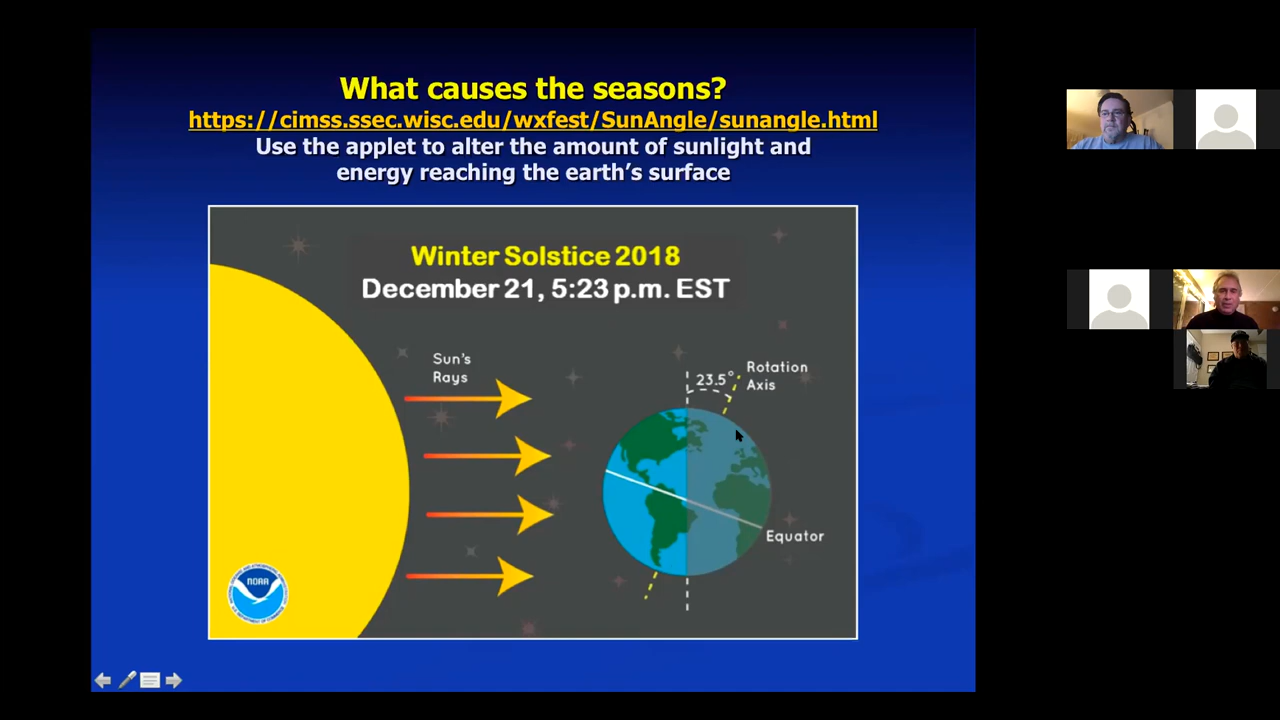 What causes the seasons?
https://cimss.ssec.wisc.edu/wxfest/SunAngle/sunangle.html
Use the applet to alter the amount of sunlight and
energy reaching the earth's surface
Winter Solstice 2018
December 21, 5:23 p.m. EST
Sun's
Rays
23.5°
Rotation
Axis
Equator
NOAA